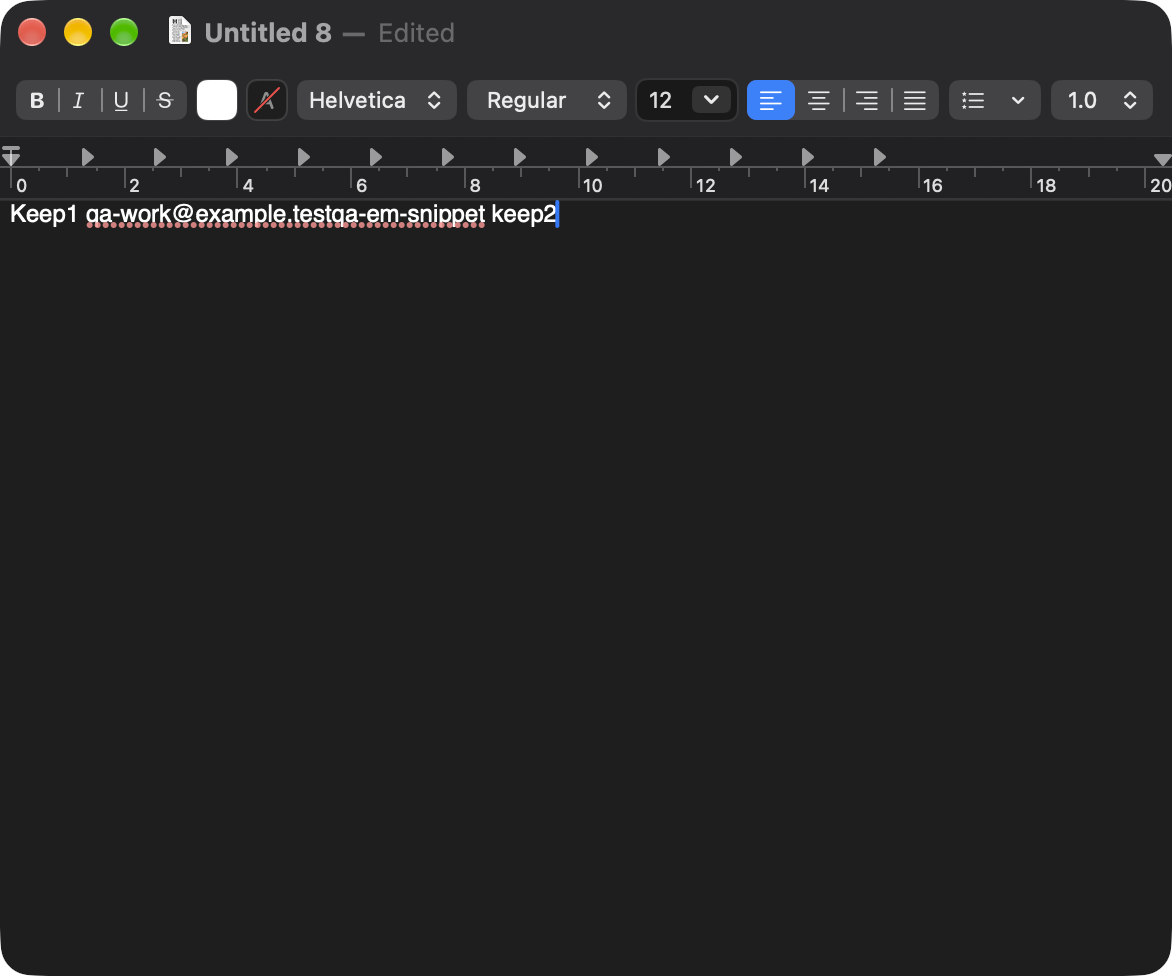 Untitled 8 — Edited
B I U S A Helvetica Regular 12 1.0
0 2 4 6 8 10 12 14 16 18 20
Keep1 qa-work@example.testqa-em-snippet keep2